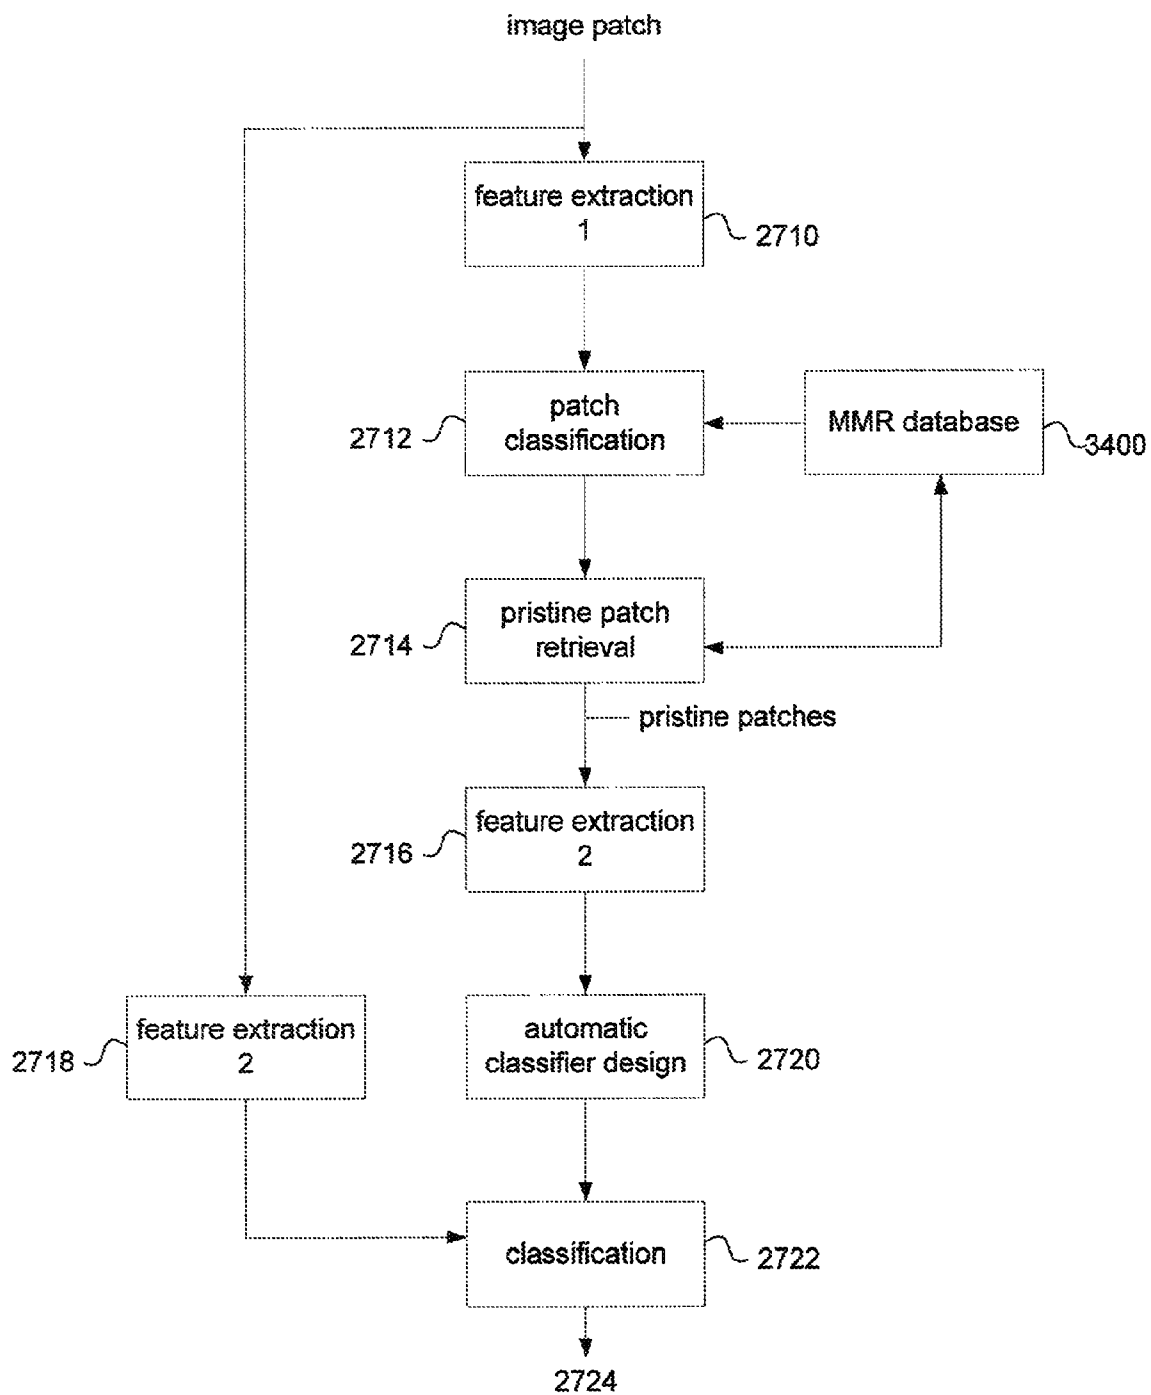 image patch
feature extraction
1
2710
patch
classification
2712
MMR database
3400
pristine patch
retrieval
2714
pristine patches
feature extraction
2
2716
feature extraction
2
2718
automatic
classifier design
2720
classification
2722
2724